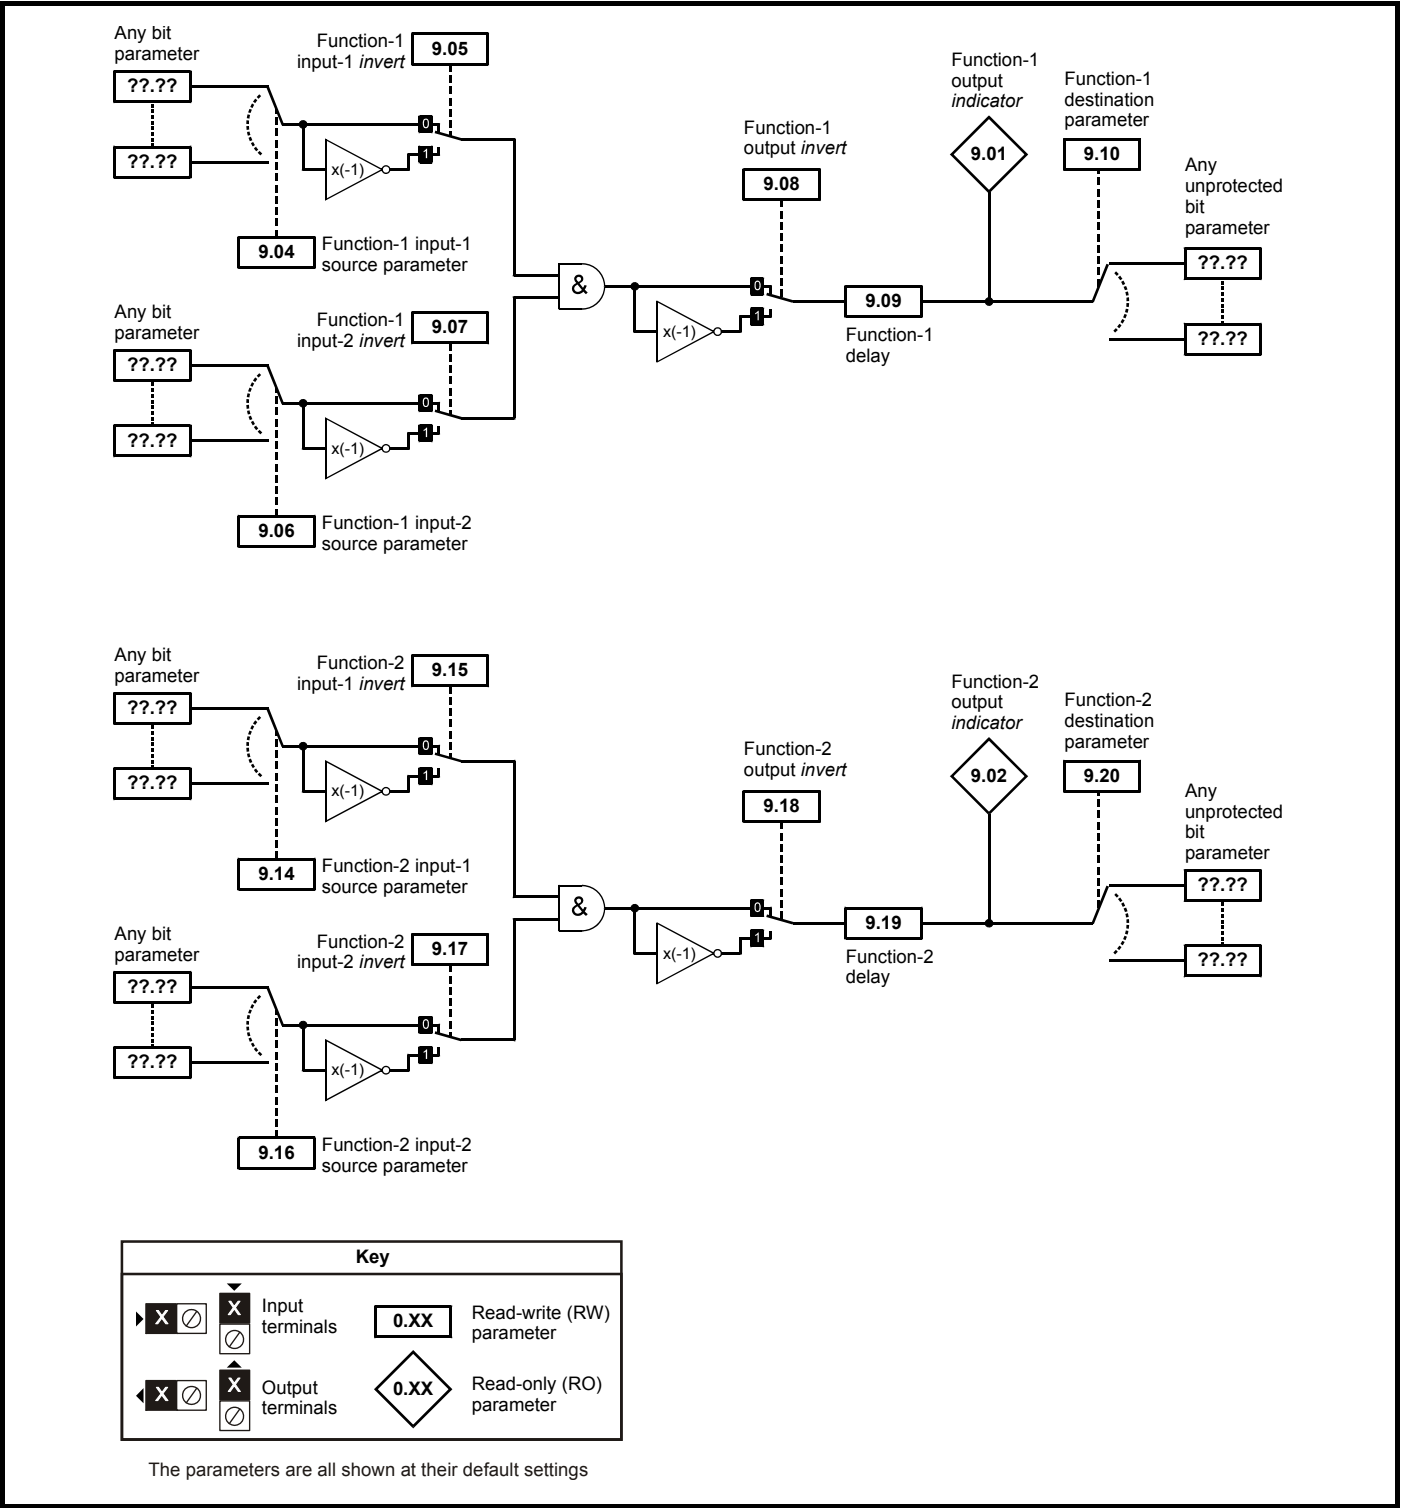 Any bit
parameter
??.??
??.??
Function-1
input-1 invert
9.05
0
1
x(-1)
9.04
Function-1 input-1
source parameter
Any bit
parameter
??.??
??.??
Function-1
input-2 invert
9.07
0
1
x(-1)
9.06
Function-1 input-2
source parameter
&
Function-1
output invert
9.08
0
1
x(-1)
9.09
Function-1
delay
Function-1
output
indicator
9.01
Function-1
destination
parameter
9.10
Any
unprotected
bit
parameter
??.??
??.??
Any bit
parameter
??.??
??.??
Function-2
input-1 invert
9.15
0
1
x(-1)
9.14
Function-2 input-1
source parameter
Any bit
parameter
??.??
??.??
Function-2
input-2 invert
9.17
0
1
x(-1)
9.16
Function-2 input-2
source parameter
&
Function-2
output invert
9.18
0
1
x(-1)
9.19
Function-2
delay
Function-2
output
indicator
9.02
Function-2
destination
parameter
9.20
Any
unprotected
bit
parameter
??.??
??.??
Key
X
X
Input
terminals
0.XX
Read-write (RW)
parameter
X
X
Output
terminals
0.XX
Read-only (RO)
parameter
The parameters are all shown at their default settings